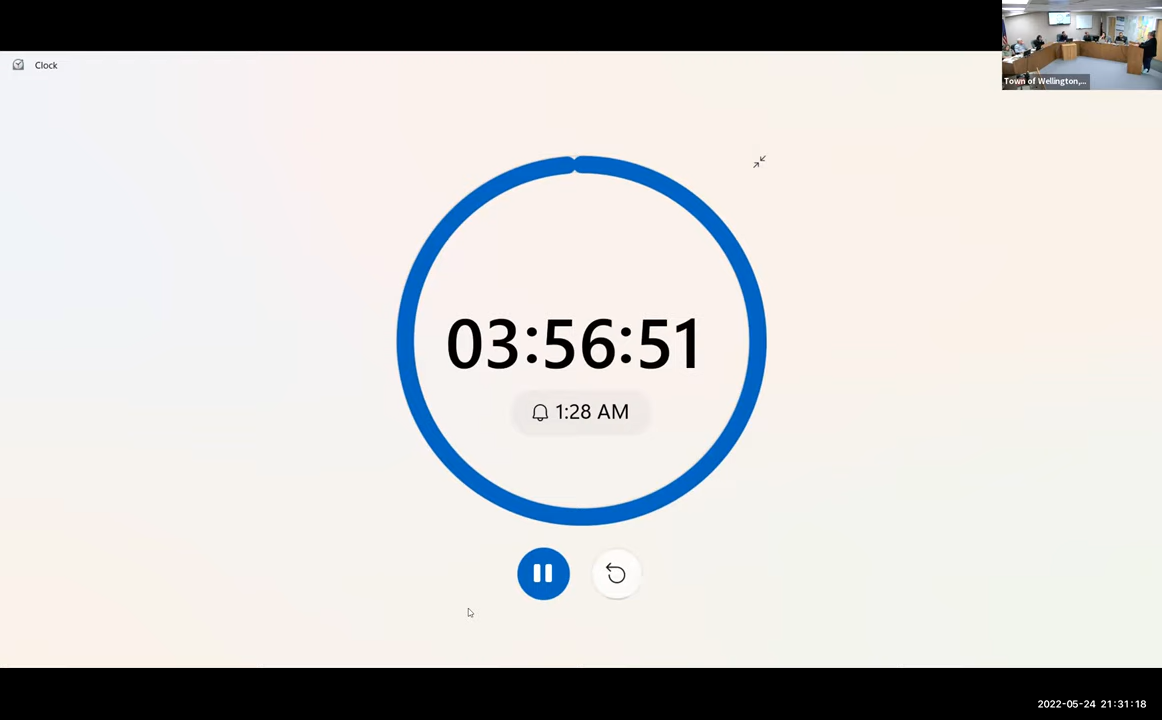 Clock
Town of Wellington,...
03:56:51
1:28 AM
2022-05-24 21:31:18